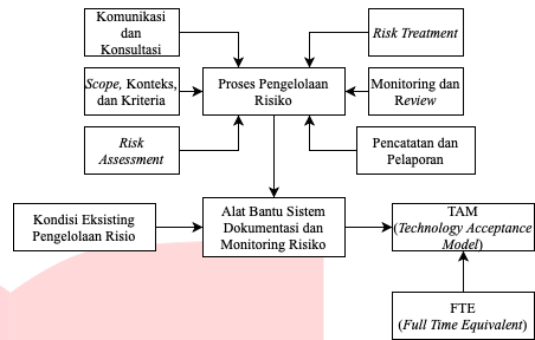 Komunikasi
dan
Konsultasi
Risk Treatment
Scope, Konteks,
dan Kriteria
Proses Pengelolaan
Risiko
Monitoring dan
Review
Risk
Assessment
Pencatatan dan
Pelaporan
Kondisi Eksisting
Pengelolaan Risio
Alat Bantu Sistem
Dokumentasi dan
Monitoring Risiko
TAM
(Technology Acceptance
Model)
FTE
(Full Time Equivalent)